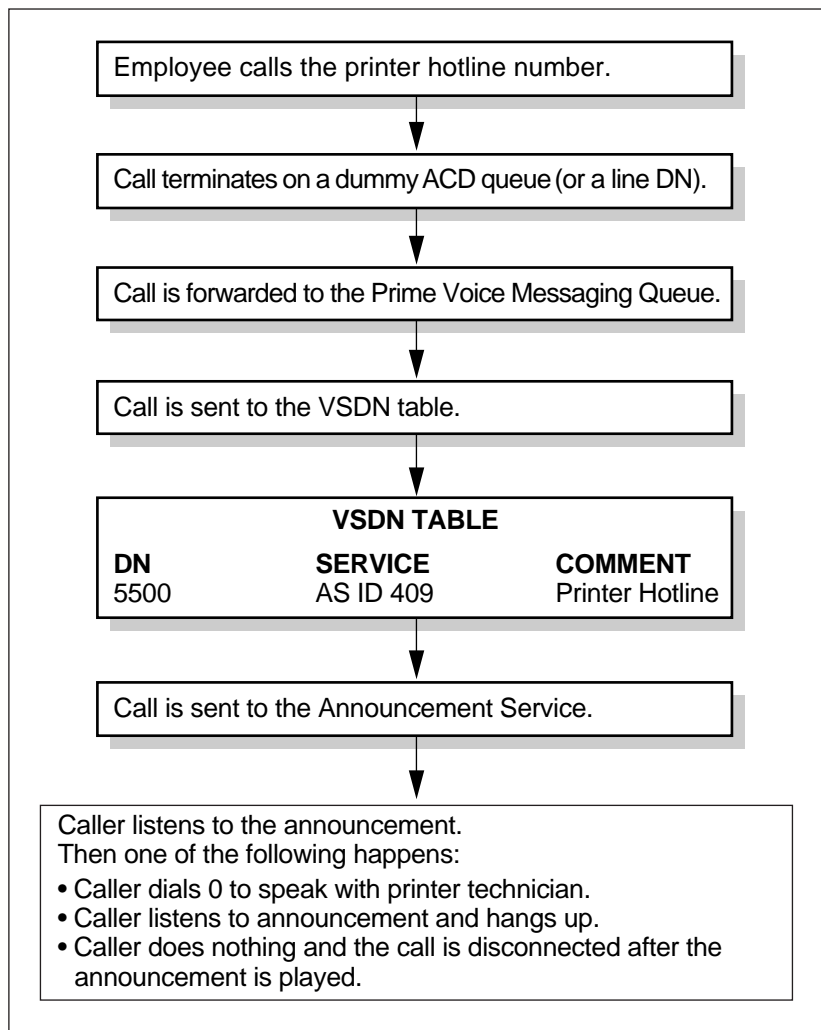 Employee calls the printer hotline number.
Call terminates on a dummy ACD queue (or a line DN).
Call is forwarded to the Prime Voice Messaging Queue.
Call is sent to the VSDN table.
VSDN TABLE
DN SERVICE COMMENT
5500 AS ID 409 Printer Hotline
Call is sent to the Announcement Service.
Caller listens to the announcement.
Then one of the following happens:
• Caller dials 0 to speak with printer technician.
• Caller listens to announcement and hangs up.
• Caller does nothing and the call is disconnected after the
announcement is played.